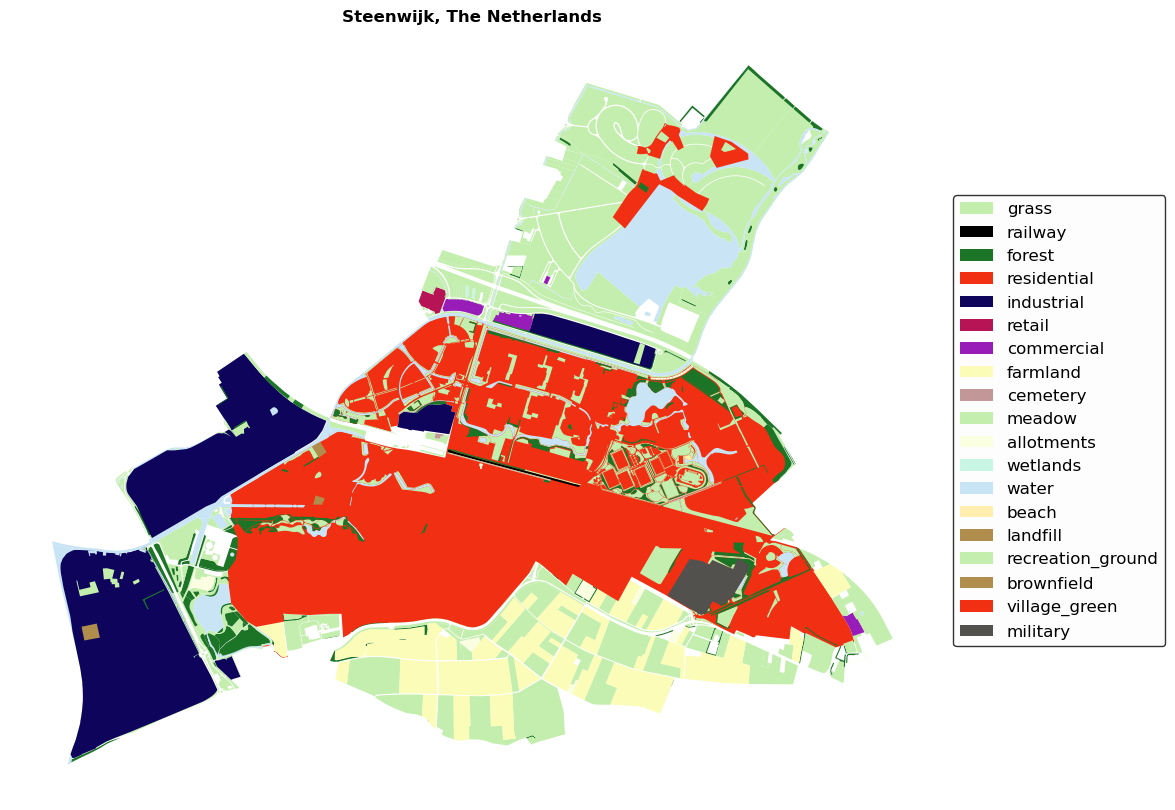 Steenwijk, The Netherlands
grass
railway
forest
residential
industrial
retail
commercial
farmland
cemetery
meadow
allotments
wetlands
water
beach
landfill
recreation_ground
brownfield
village_green
military